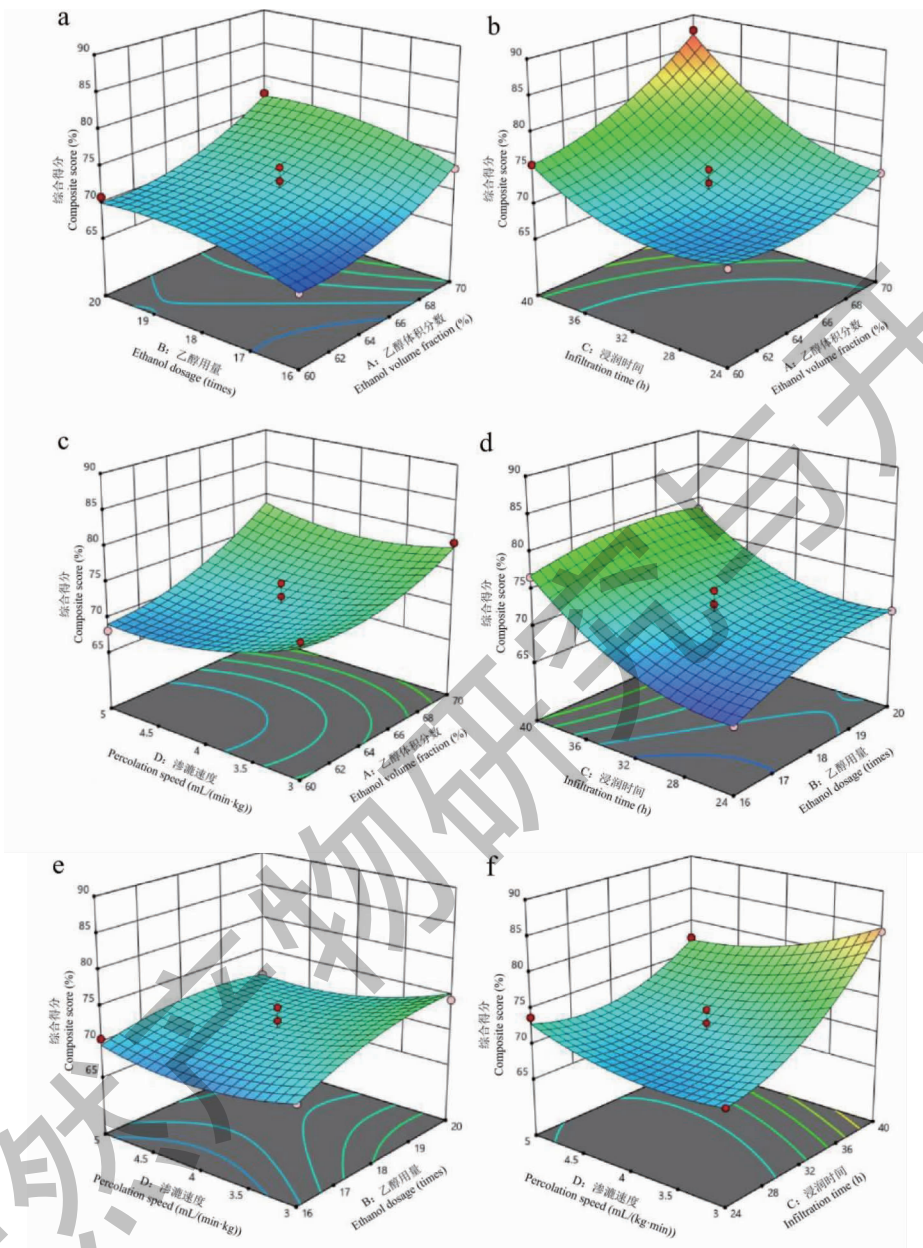 a
90
85
80
75
70
65
综合得分
Composite score (%)
20
19
18
17
16
B：乙醇用量
Ethanol dosage (times)
60
62
64
66
68
70
A：乙醇体积分数
Ethanol volume fraction (%)
b
90
85
80
75
70
65
综合得分
Composite score (%)
40
36
32
28
24
C：浸润时间
Infiltration time (h)
60
62
64
66
68
70
A：乙醇体积分数
Ethanol volume fraction (%)
c
90
85
80
75
70
65
综合得分
Composite score (%)
5
4.5
4
3.5
3
D：渗漉速度
Percolation speed (mL/(min·kg))
60
62
64
66
68
70
A：乙醇体积分数
Ethanol volume fraction (%)
d
90
85
80
75
70
65
综合得分
Composite score (%)
40
36
32
28
24
C：浸润时间
Infiltration time (h)
16
17
18
19
20
B：乙醇用量
Ethanol dosage (times)
e
90
85
80
75
70
65
综合得分
Composite score (%)
5
4.5
4
3.5
3
D：渗漉速度
Percolation speed (mL/(min·kg))
16
17
18
19
20
B：乙醇用量
Ethanol dosage (times)
f
90
85
80
75
70
65
综合得分
Composite score (%)
5
4.5
4
3.5
3
D：渗漉速度
Percolation speed (mL/(kg·min))
24
28
32
36
40
C：浸润时间
Infiltration time (h)
然产物研究与开